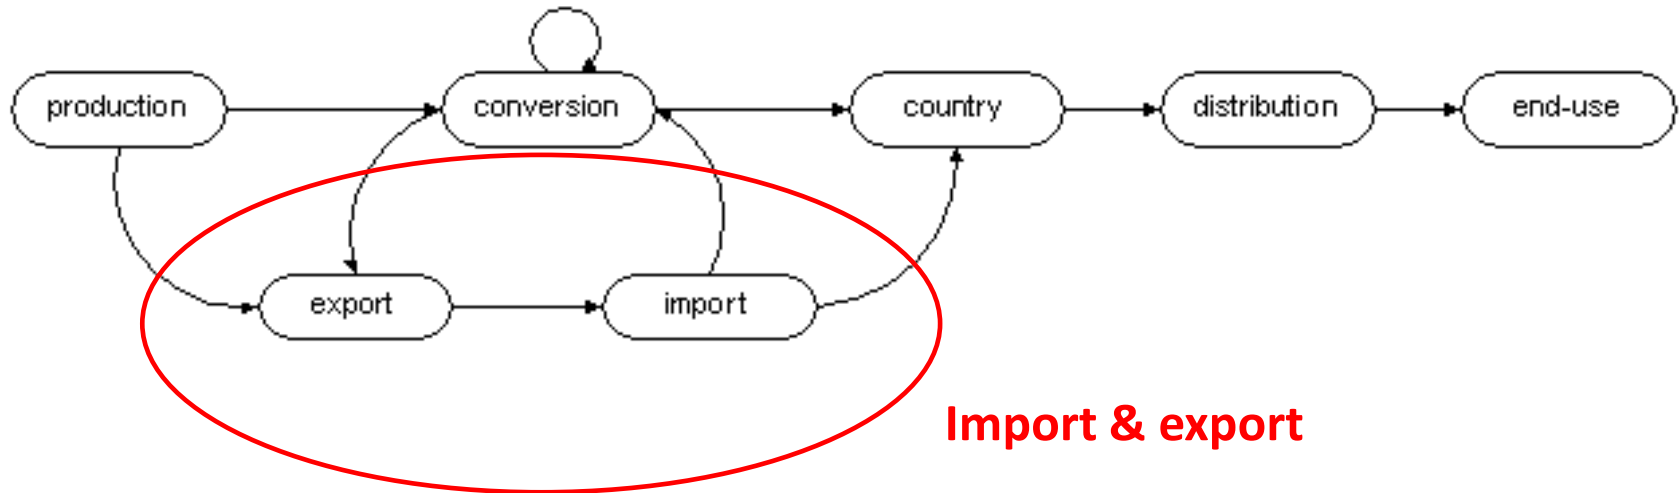 production
conversion
country
distribution
end-use
export
import
Import & export